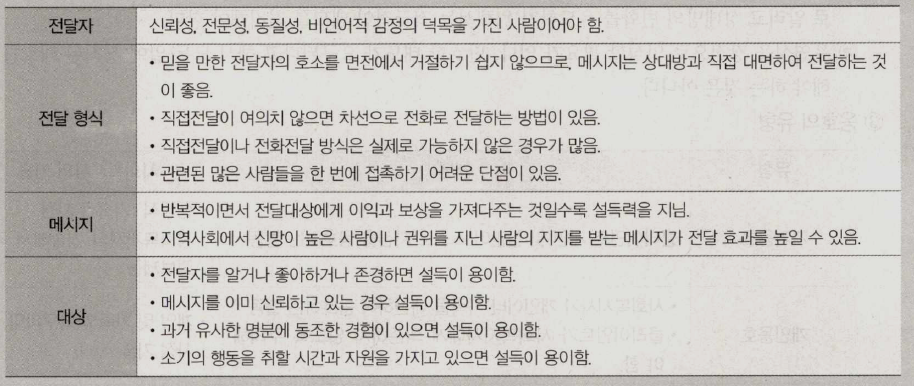 전달자
신뢰성, 전문성, 동질성, 비언어적 감정의 덕목을 가진 사람이어야 함.
전달 형식
• 믿을 만한 전달자의 호소를 면전에서 거절하기 쉽지 않으므로, 메시지는 상대방과 직접 대면하여 전달하는 것
이 좋음.
• 직접전달이 여의치 않으면 차선으로 전화로 전달하는 방법이 있음.
• 직접전달이나 전화전달 방식은 실제로 가능하지 않은 경우가 많음.
• 관련된 많은 사람들을 한 번에 접촉하기 어려운 단점이 있음.
메시지
• 반복적이면서 전달대상에게 이익과 보상을 가져다주는 것일수록 설득력을 지님.
• 지역사회에서 신망이 높은 사람이나 권위를 지닌 사람의 지지를 받는 메시지가 전달 효과를 높일 수 있음.
대상
• 전달자를 알거나 좋아하거나 존경하면 설득이 용이함.
• 메시지를 이미 신뢰하고 있는 경우 설득이 용이함.
• 과거 유사한 명분에 동조한 경험이 있으면 설득이 용이함.
• 소기의 행동을 취할 시간과 자원을 가지고 있으면 설득이 용이함.